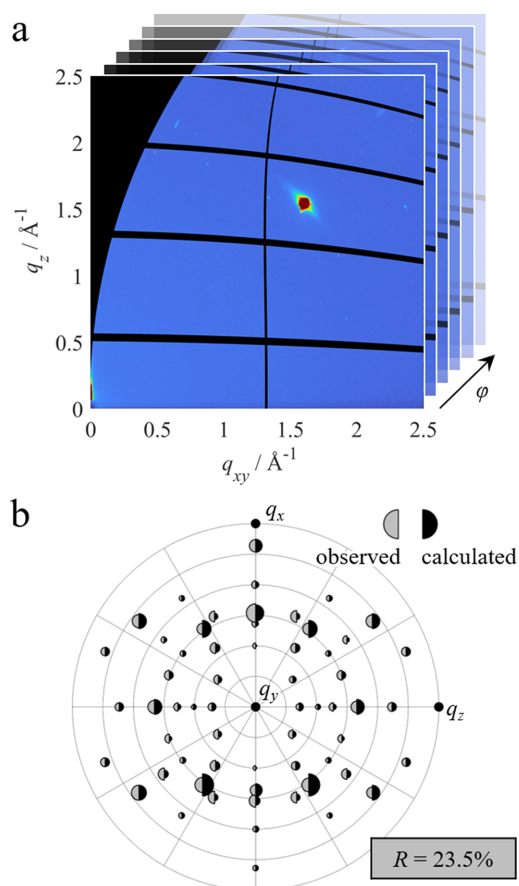 a
2.5
2
1.5
1
0.5
0
q_z / Å⁻¹
0
0.5
1
1.5
2
2.5
q_xy / Å⁻¹
φ
b
q_x
observed calculated
q_y
q_z
R = 23.5%